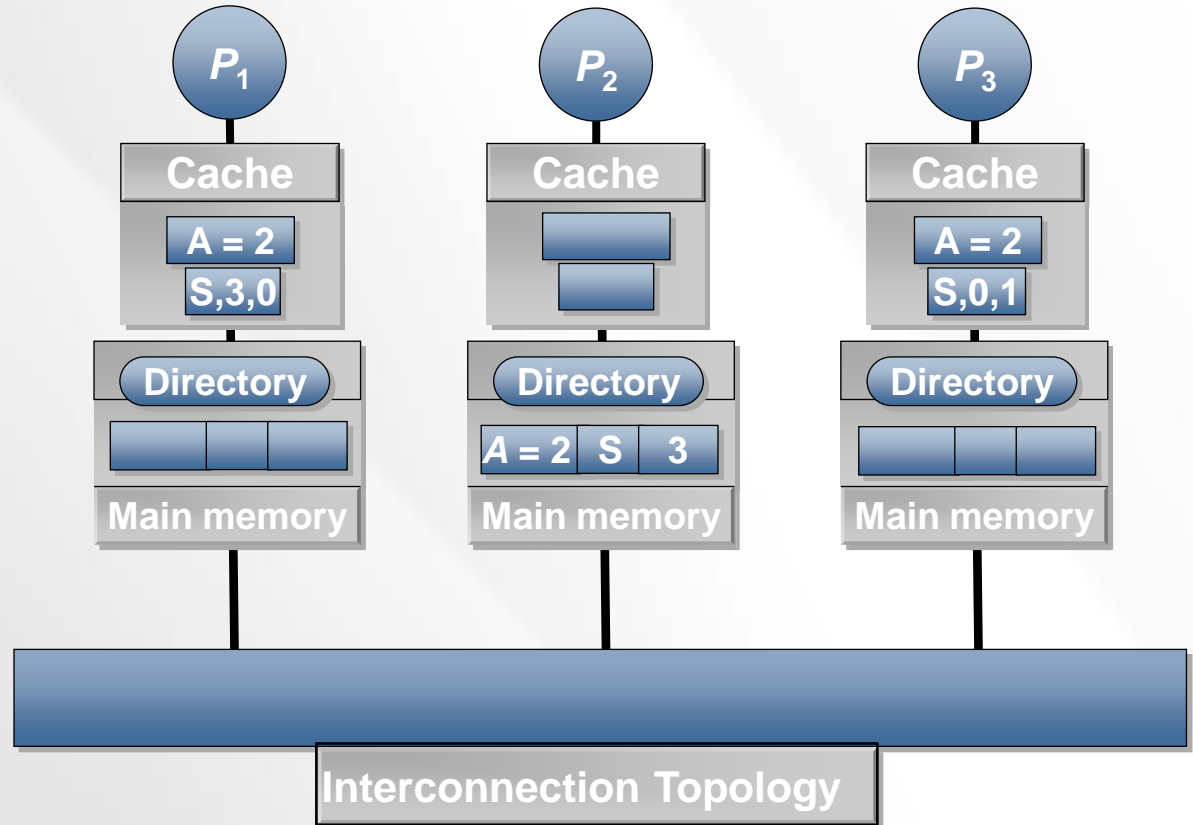 P1 P2 P3
Cache Cache Cache
A = 2 A = 2
S,3,0 S,0,1
Directory Directory Directory
A = 2 S 3
Main memory Main memory Main memory
Interconnection Topology